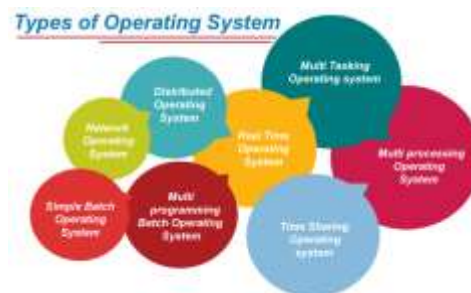 Types of Operating System
Multi Tasking
Operating system
Distributed
Operating
System
Network
Operating
System
Real Time
Operating
System
Multi processing
Operating
System
Simple Batch
Operating
System
Multi
programming
Batch Operating
System
Time Sharing
Operating
system